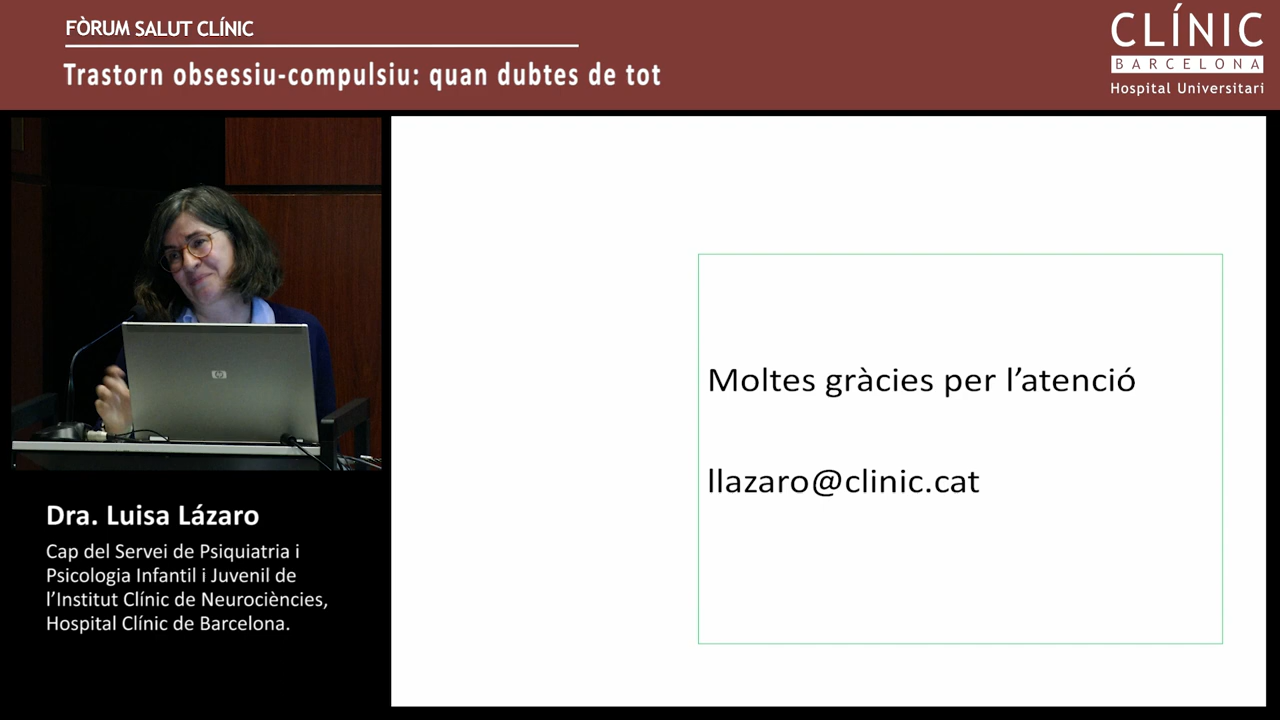 FÒRUM SALUT CLÍNIC
Trastorn obsessiu-compulsiu: quan dubtes de tot
CLÍNIC
BARCELONA
Hospital Universitari
hp
Moltes gràcies per l’atenció
llazaro@clinic.cat
Dra. Luisa Lázaro
Cap del Servei de Psiquiatria i
Psicologia Infantil i Juvenil de
l’Institut Clínic de Neurociències,
Hospital Clínic de Barcelona.